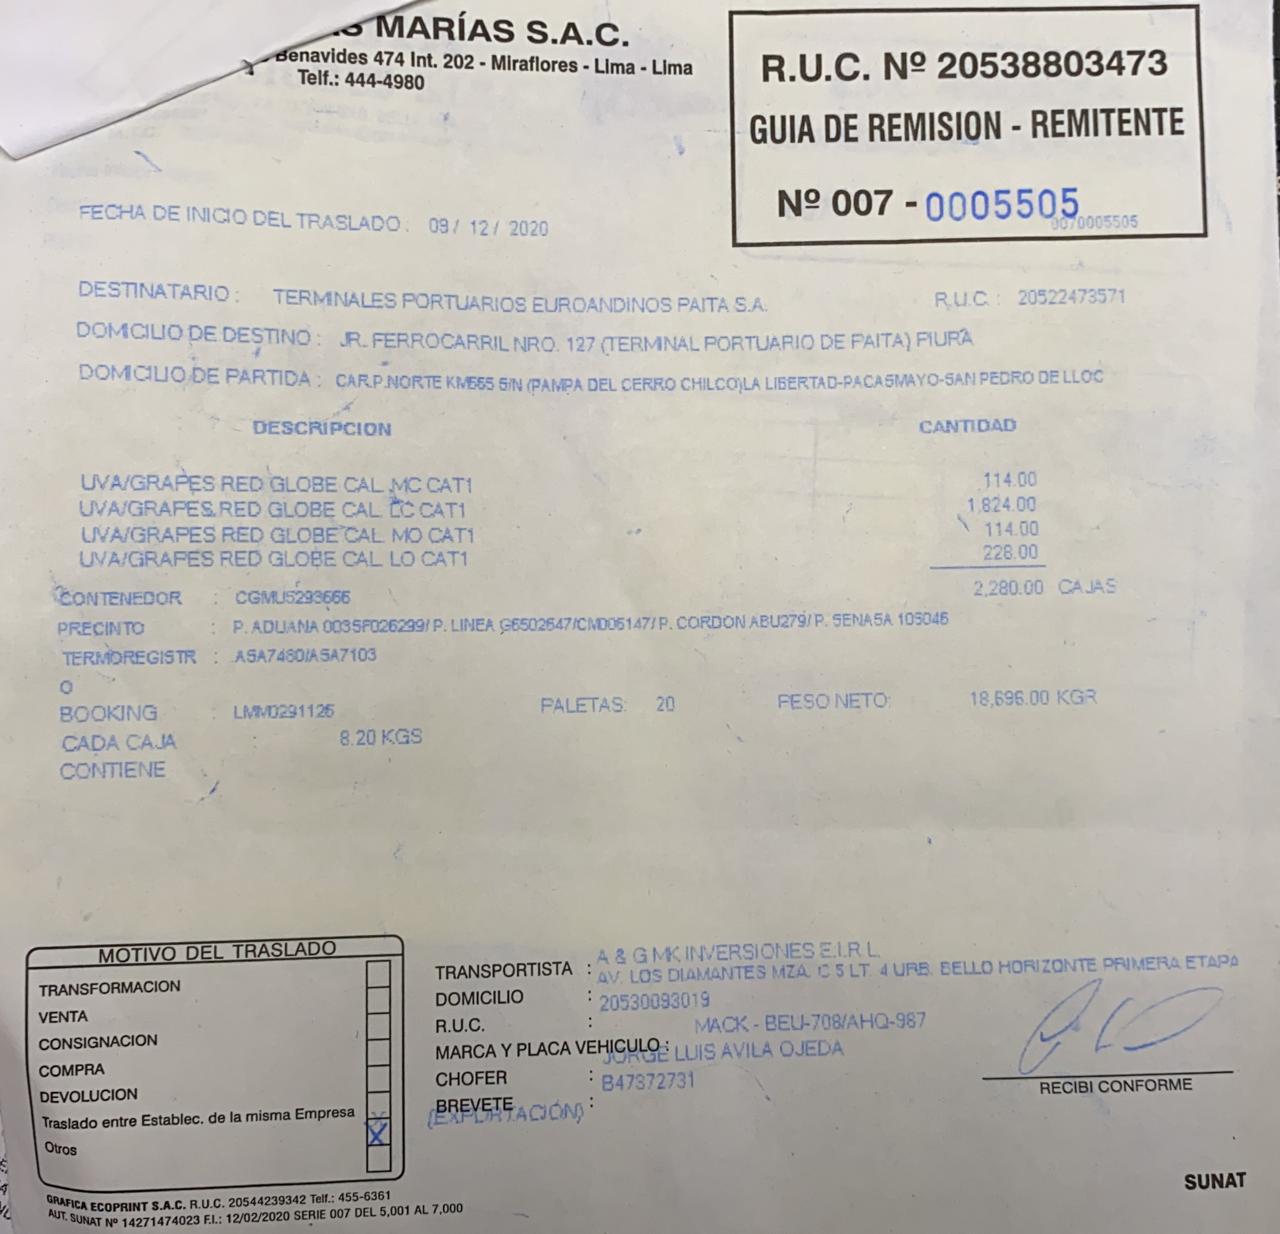 MARÍAS S.A.C.
Benavides 474 Int. 202 - Miraflores - Lima - Lima
Telf.: 444-4980
R.U.C. Nº 20538803473
GUIA DE REMISION - REMITENTE
Nº 007 - 0005505
0070005505
FECHA DE INICIO DEL TRASLADO : 09/ 12/ 2020
DESTINATARIO : TERMINALES PORTUARIOS EUROANDINOS PAITA S.A. R.U.C. : 20522473571
DOMICILIO DE DESTINO : JR. FERROCARRIL NRO. 127 (TERMINAL PORTUARIO DE PAITA) PIURA
DOMICILIO DE PARTIDA : CAR.P.NORTE KM665 S/N (PAMPA DEL CERRO CHILCO)LA LIBERTAD-PACASMAYO-SAN PEDRO DE LLOC
DESCRIPCION CANTIDAD
UVA/GRAPES RED GLOBE CAL MC CAT1 114.00
UVA/GRAPES RED GLOBE CAL LC CAT1 1,824.00
UVA/GRAPES RED GLOBE CAL MO CAT1 114.00
UVA/GRAPES RED GLOBE CAL LO CAT1 228.00
2,280.00 CAJAS
CONTENEDOR : CGMU5293666
PRECINTO : P. ADUANA 0035F026299/ P. LINEA G6502647/CMD05147/ P. CORDON ABU279/ P. SENASA 105046
TERMOREGISTR : ASA7480/ASA7103
O
BOOKING : LMM0291126 PALETAS: 20 PESO NETO: 18,696.00 KGR
CADA CAJA : 8.20 KGS
CONTIENE
MOTIVO DEL TRASLADO
TRANSFORMACION
VENTA
CONSIGNACION
COMPRA
DEVOLUCION
Traslado entre Establec. de la misma Empresa
X
Otros
A & G MK INVERSIONES E.I.R.L.
TRANSPORTISTA :
AV. LOS DIAMANTES MZA. C 5 LT. 4 URB. BELLO HORIZONTE PRIMERA ETAPA
DOMICILIO :
20530093019
R.U.C. :
MACK - BEU-708/AHQ-987
MARCA Y PLACA VEHICULO :
JORGE LUIS AVILA OJEDA
CHOFER :
B47372731
BREVETE :
(EXPORTACIÓN)
RECIBI CONFORME
SUNAT
GRAFICA ECOPRINT S.A.C. R.U.C. 20544239342 Telf.: 455-6361
AUT. SUNAT Nº 14271474023 F.I.: 12/02/2020 SERIE 007 DEL 5,001 AL 7,000